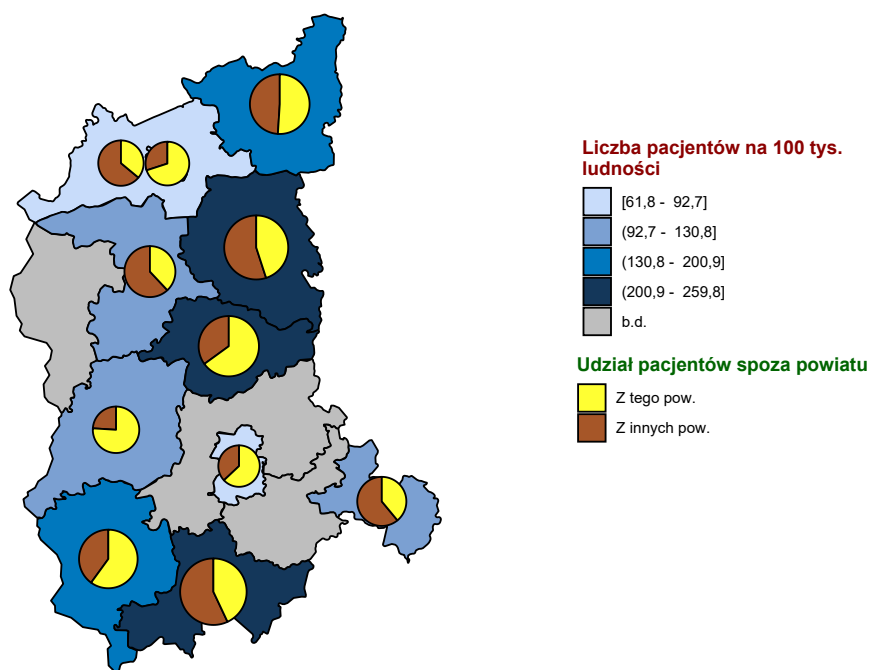 Liczba pacjentów na 100 tys.
ludności
[61,8 - 92,7]
(92,7 - 130,8]
(130,8 - 200,9]
(200,9 - 259,8]
b.d.
Udział pacjentów spoza powiatu
Z tego pow.
Z innych pow.